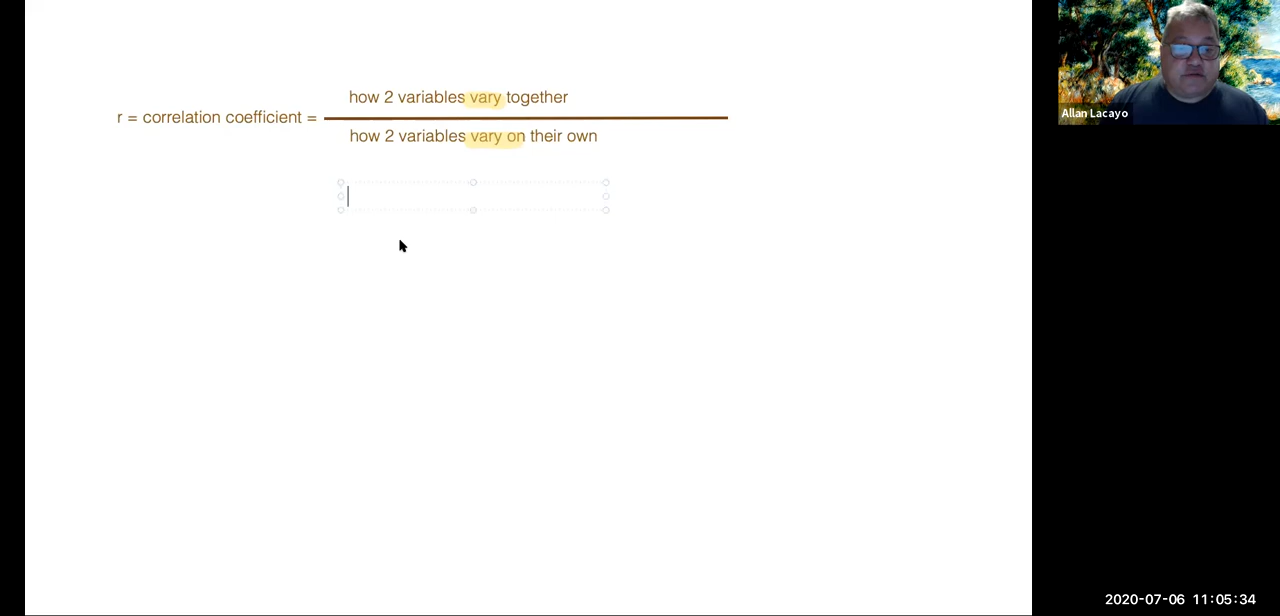 how 2 variables vary together
r = correlation coefficient =
how 2 variables vary on their own
Allan Lacayo
2020-07-06 11:05:34